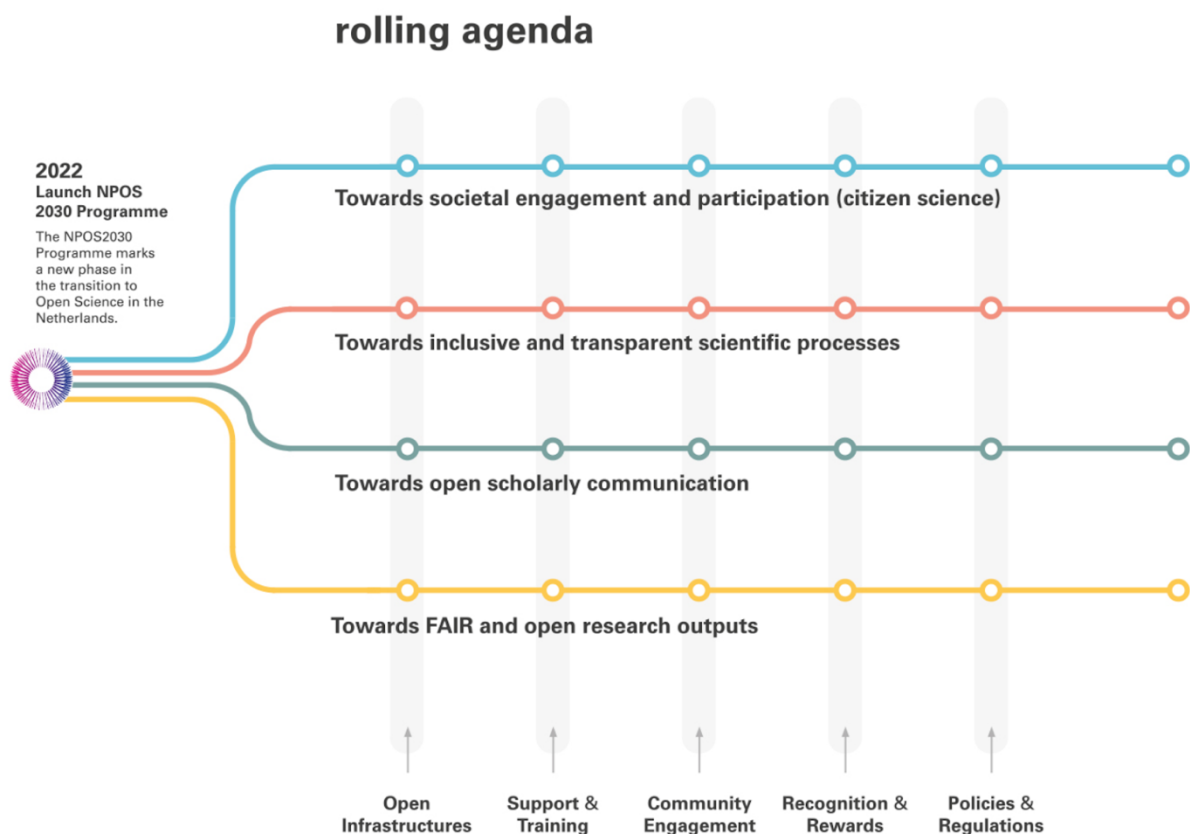 rolling agenda
2022
Launch NPOS
2030 Programme
The NPOS2030
Programme marks
a new phase in
the transition to
Open Science in the
Netherlands.
Towards societal engagement and participation (citizen science)
Towards inclusive and transparent scientific processes
Towards open scholarly communication
Towards FAIR and open research outputs
Open
Infrastructures
Support &
Training
Community
Engagement
Recognition &
Rewards
Policies &
Regulations